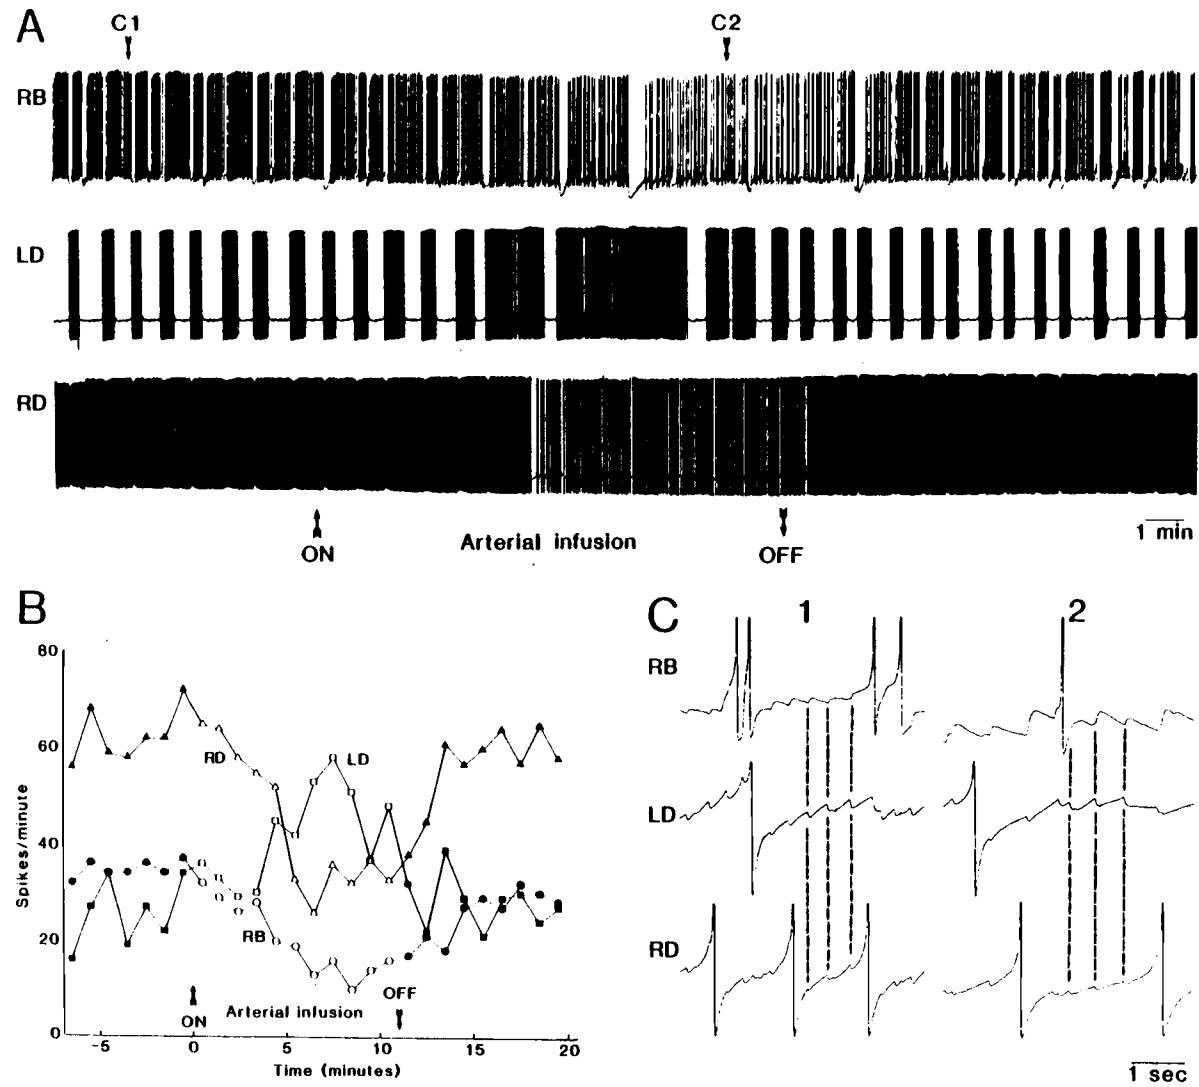 A
C1 C2
RB
LD
RD
ON Arterial infusion OFF
1 min
B
80
60
40
20
0
Spikes/minute
RD LD
RB
ON Arterial infusion OFF
-5 0 5 10 15 20
Time (minutes)
C
1 2
RB
LD
RD
1 sec